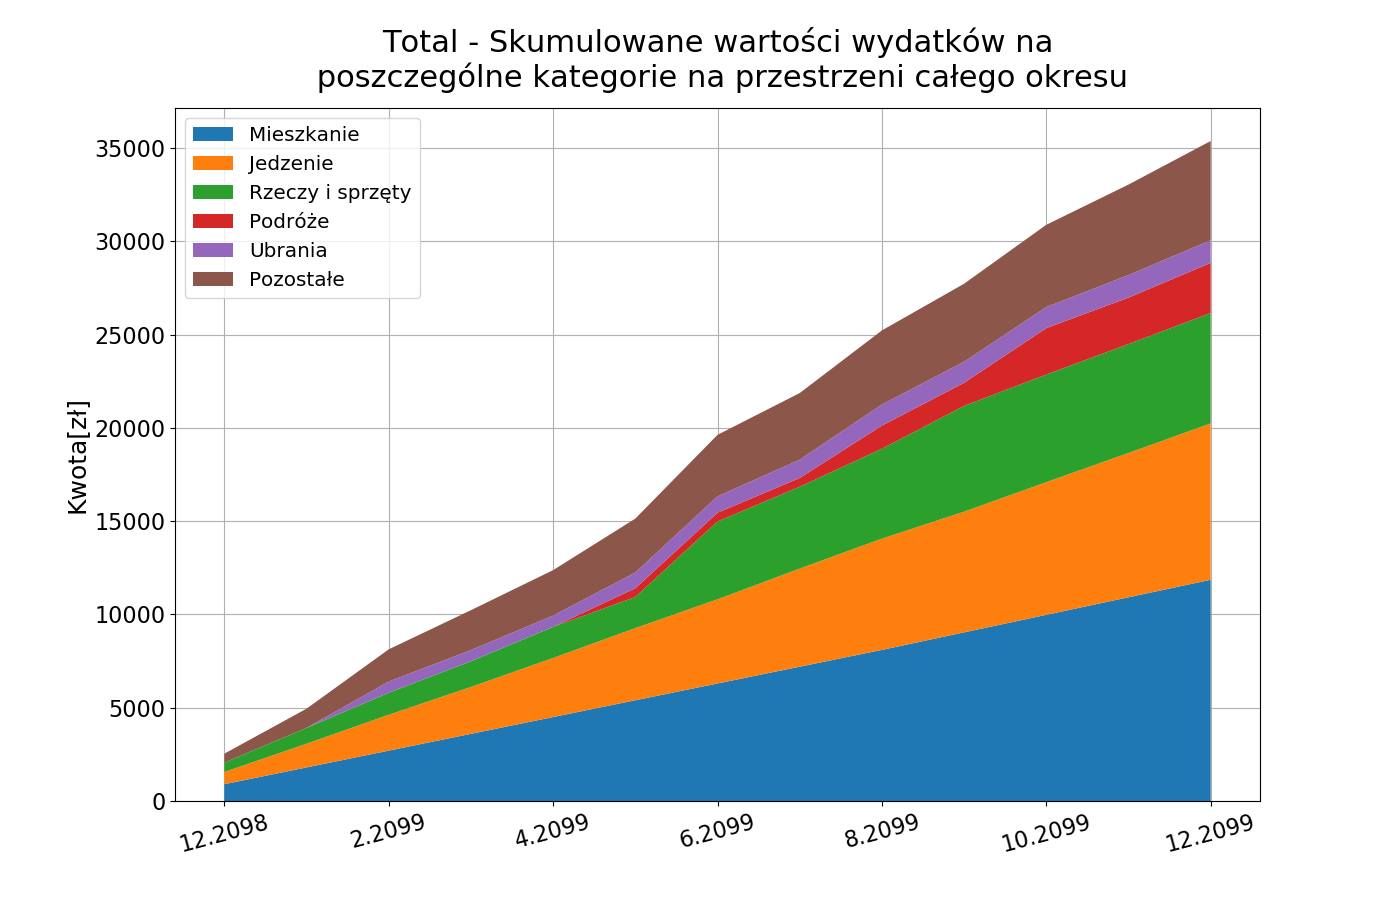 Total - Skumulowane wartości wydatków na
poszczególne kategorie na przestrzeni całego okresu
Mieszkanie
Jedzenie
Rzeczy i sprzęty
Podróże
Ubrania
Pozostałe
Kwota[zł]
35000
30000
25000
20000
15000
10000
5000
0
12.2098 2.2099 4.2099 6.2099 8.2099 10.2099 12.2099